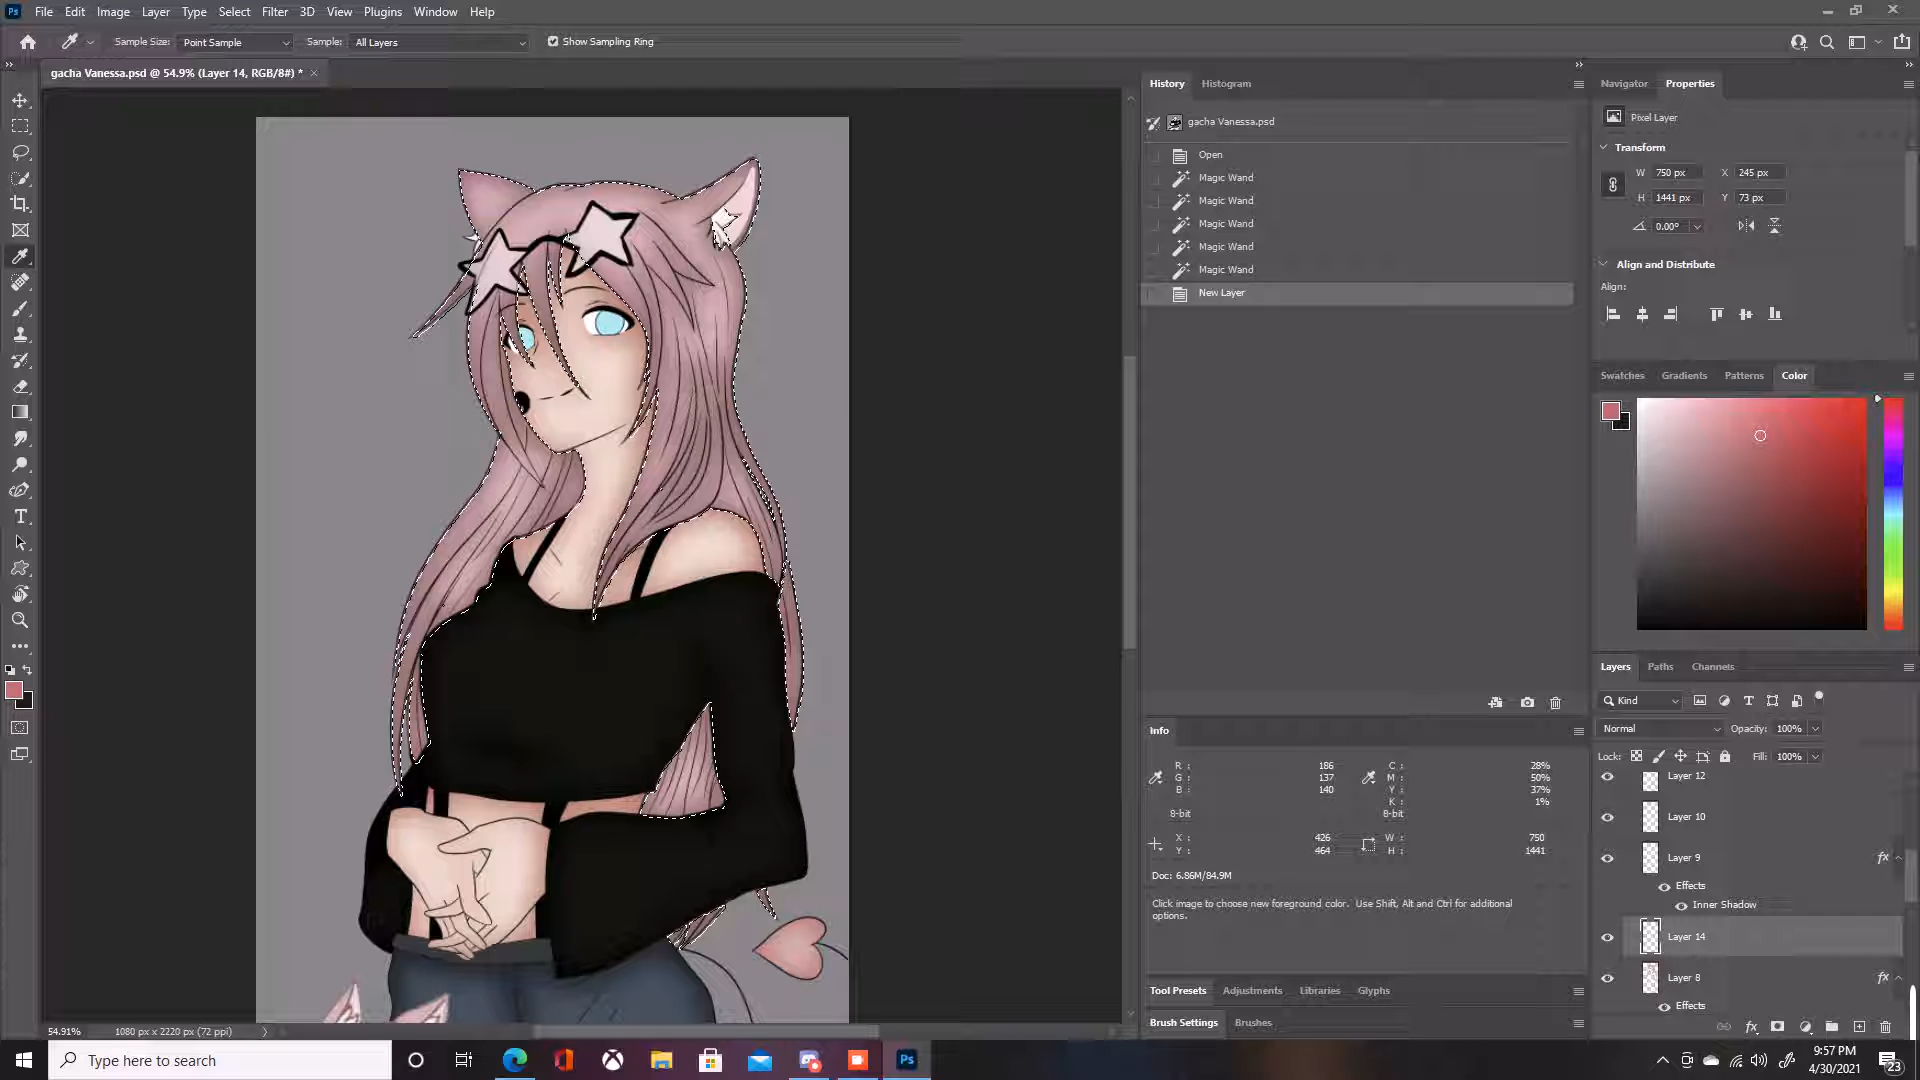 Ps File Edit Image Layer Type Select Filter 3D View Plugins Window Help
Sample Size: Point Sample Sample: All Layers Show Sampling Ring
gacha Vanessa.psd @ 54.9% (Layer 14, RGB/8#) *
History Histogram
Navigator Properties
gacha Vanessa.psd
Pixel Layer
Open
Transform
Magic Wand
W 750 px X 245 px
Magic Wand
H 1441 px Y 73 px
Magic Wand
0.00°
Magic Wand
Align and Distribute
Magic Wand
Align:
New Layer
Swatches Gradients Patterns Color
Layers Paths Channels
Kind
Normal Opacity: 100%
Info
Lock: Fill: 100%
R : 186 C : 28%
G : 137 M : 50%
B : 140 Y : 37%
K : 1%
8-bit 8-bit
Layer 12
X : 426 W : 750
Y : 464 H : 1441
Layer 10
Doc: 6.86M/84.9M
Layer 9 fx
Click image to choose new foreground color. Use Shift, Alt and Ctrl for additional
options.
Effects
Inner Shadow
Layer 14
Layer 8 fx
Effects
Tool Presets Adjustments Libraries Glyphs
Brush Settings Brushes
fx
54.91% 1080 px x 2220 px (72 ppi)
Type here to search
Ps
9:57 PM
4/30/2021
23